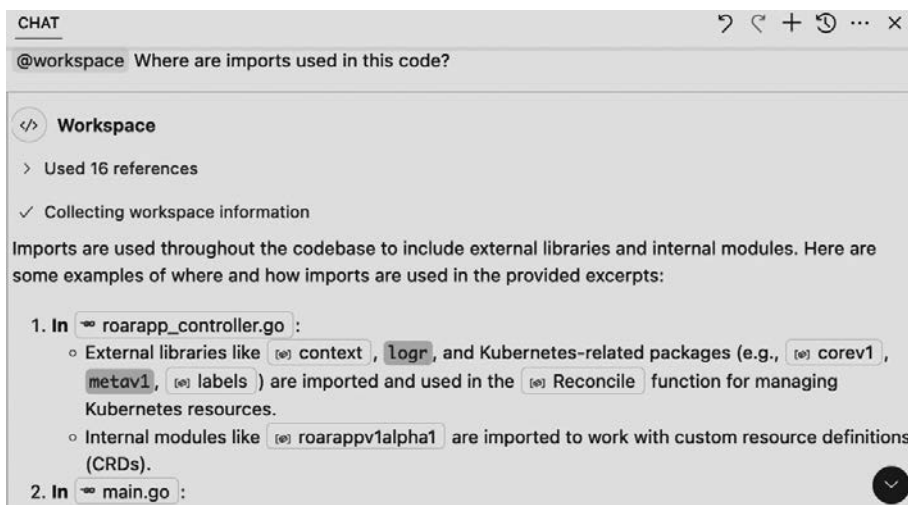 CHAT
@workspace Where are imports used in this code?
Workspace
Used 16 references
Collecting workspace information
Imports are used throughout the codebase to include external libraries and internal modules. Here are
some examples of where and how imports are used in the provided excerpts:
1. In roarapp_controller.go :
External libraries like context , logr, and Kubernetes-related packages (e.g., corev1 ,
metav1, labels ) are imported and used in the Reconcile function for managing
Kubernetes resources.
Internal modules like roarappv1alpha1 are imported to work with custom resource definitions
(CRDs).
2. In main.go :